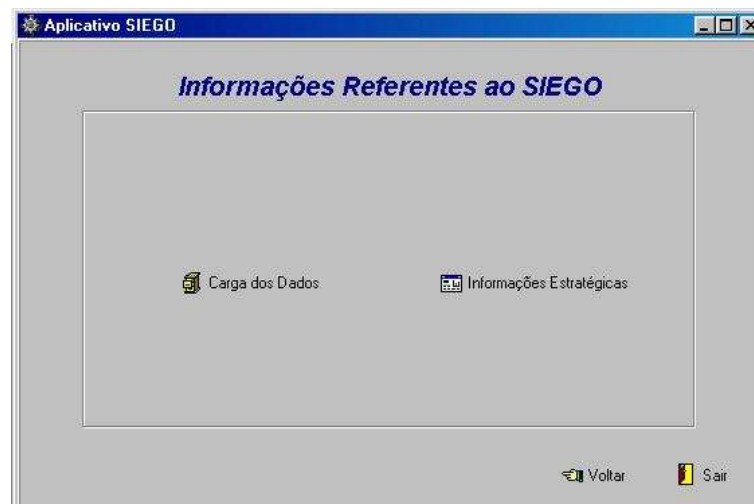 Aplicativo SIEGO
Informações Referentes ao SIEGO
Carga dos Dados Informações Estratégicas
Voltar Sair